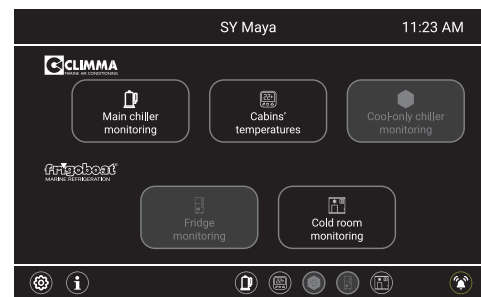 SY Maya
11:23 AM
CLIMMA
MARINE AIR CONDITIONING
Main chiller
monitoring
Cabins'
temperatures
Cool-only chiller
monitoring
frigoboat
MARINE REFRIGERATION
Fridge
monitoring
Cold room
monitoring